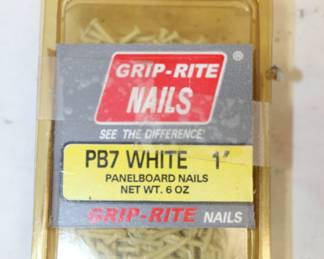 GRIP-RITE
®
NAILS
SEE THE DIFFERENCE!
PB7 WHITE 1"
PANELBOARD NAILS
NET WT. 6 OZ
GRIP-RITE NAILS